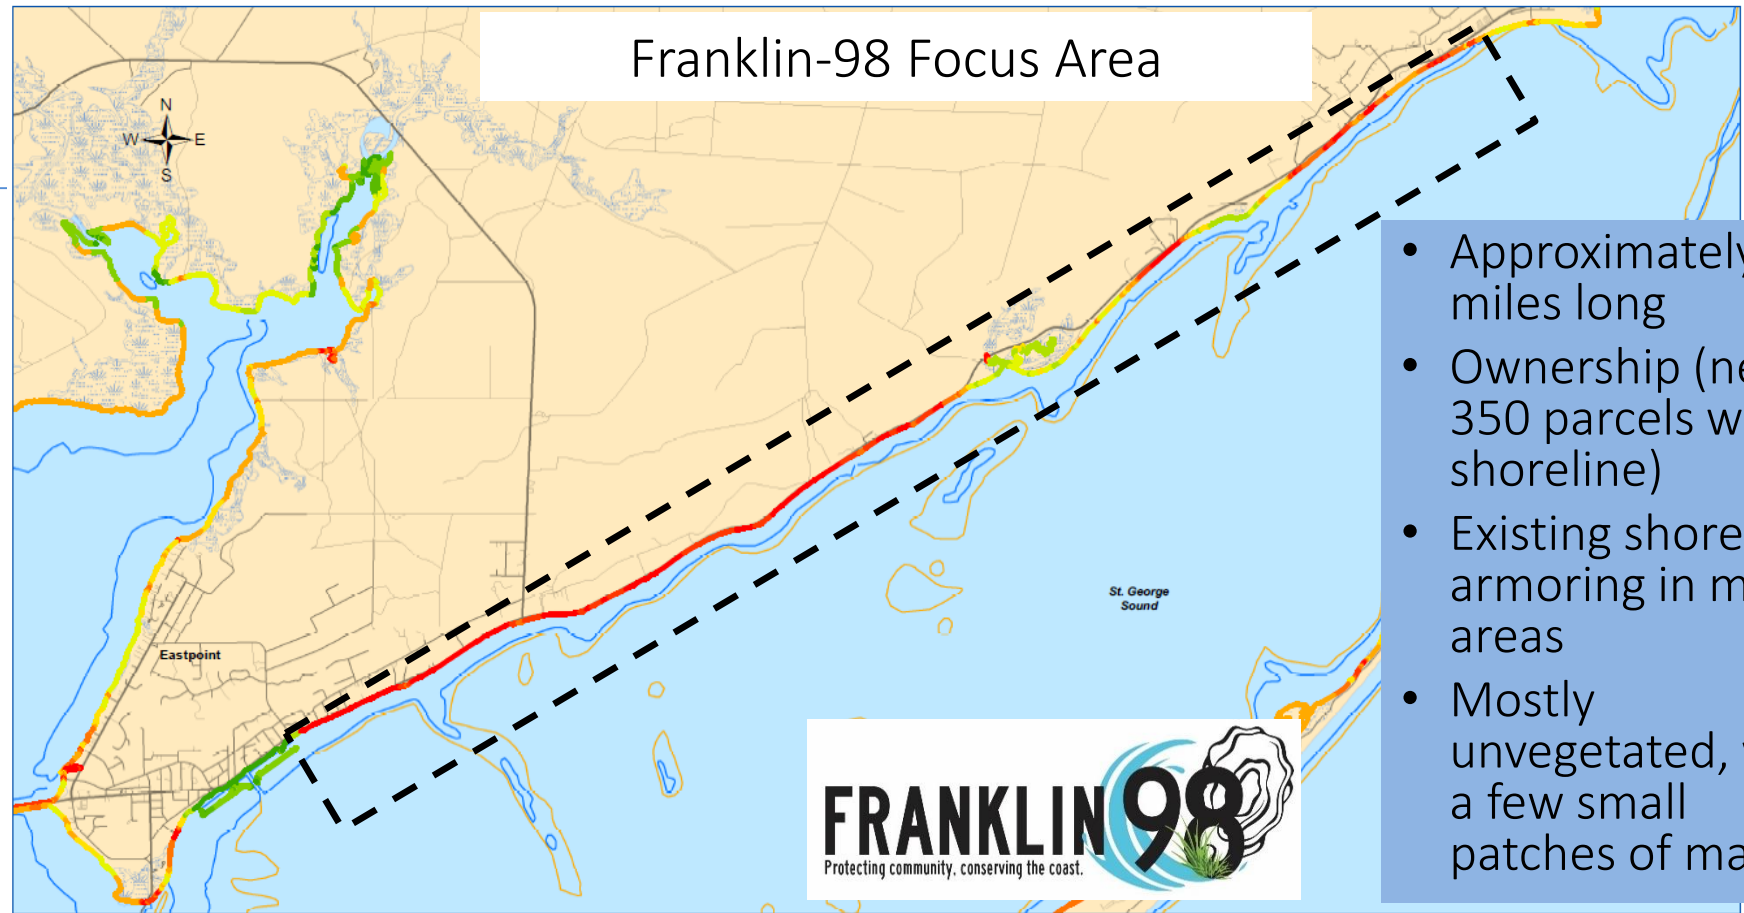 Franklin-98 Focus Area
N
W E
S
• Approximately
miles long
• Ownership (ne
350 parcels w
shoreline)
• Existing shore
armoring in m
areas
• Mostly
unvegetated,
a few small
patches of ma
St. George
Sound
Eastpoint
FRANKLIN 98
Protecting community, conserving the coast.